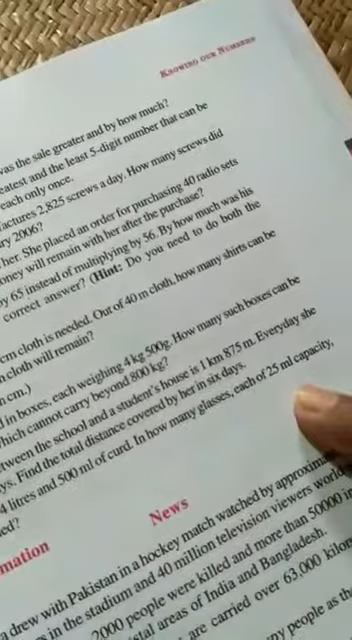 KNOWING OUR NUMBERS
was the sale greater and by how much?
eatest and the least 5-digit number that can be
each only once.
factures 2,825 screws a day. How many screws did
ry 2006?
her. She placed an order for purchasing 40 radio sets
oney will remain with her after the purchase?
by 65 instead of multiplying by 56. By how much was his
correct answer? (Hint: Do you need to do both the
cm cloth is needed. Out of 40 m cloth, how many shirts can be
h cloth will remain?
n cm.)
d in boxes, each weighing 4 kg 500g. How many such boxes can be
hich cannot carry beyond 800 kg?
tween the school and a student's house is 1 km 875 m. Everyday she
ys. Find the total distance covered by her in six days.
4 litres and 500 ml of curd. In how many glasses, each of 25 ml capacity,
ed?
mation
News
a drew with Pakistan in a hockey match watched by approxima
s in the stadium and 40 million television viewers world
2000 people were killed and more than 50000 in
stal areas of India and Bangladesh.
are carried over 63,000 kilom
y people as th